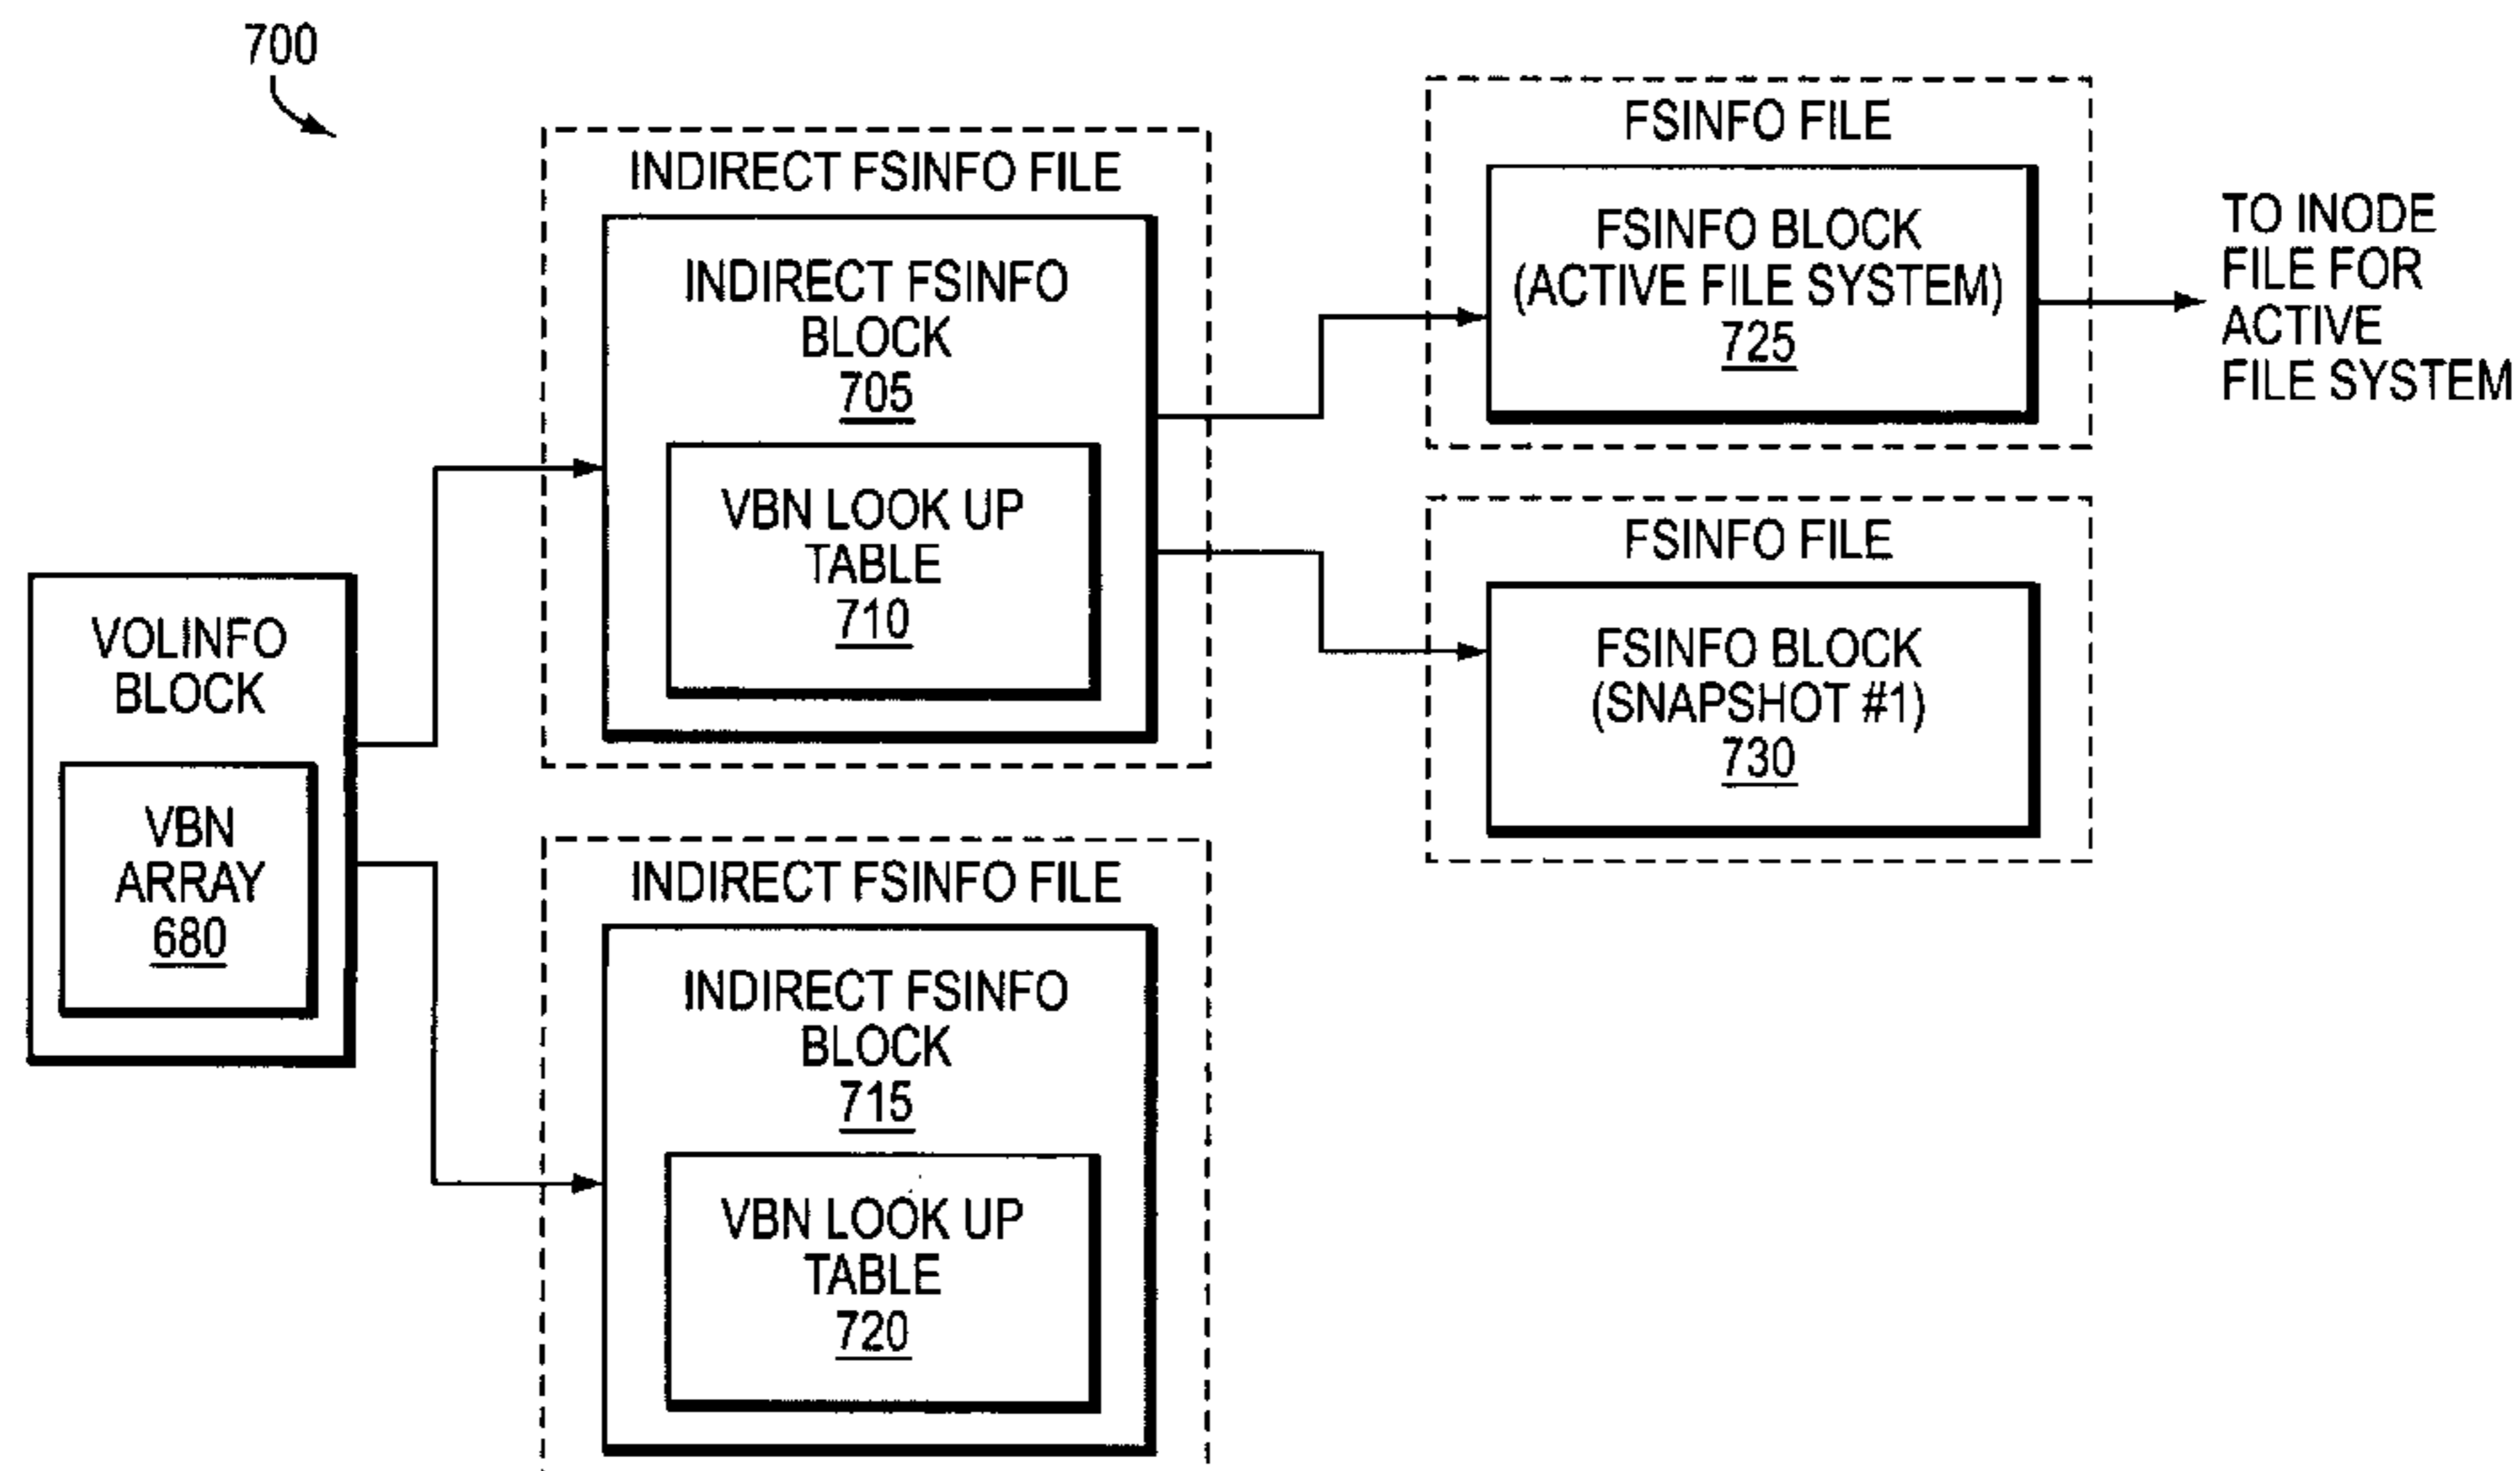 700
INDIRECT FSINFO FILE
INDIRECT FSINFO
BLOCK
705
VBN LOOK UP
TABLE
710
FSINFO FILE
FSINFO BLOCK
(ACTIVE FILE SYSTEM)
725
TO INODE
FILE FOR
ACTIVE
FILE SYSTEM
FSINFO FILE
FSINFO BLOCK
(SNAPSHOT #1)
730
VOLINFO
BLOCK
VBN
ARRAY
680
INDIRECT FSINFO FILE
INDIRECT FSINFO
BLOCK
715
VBN LOOK UP
TABLE
720